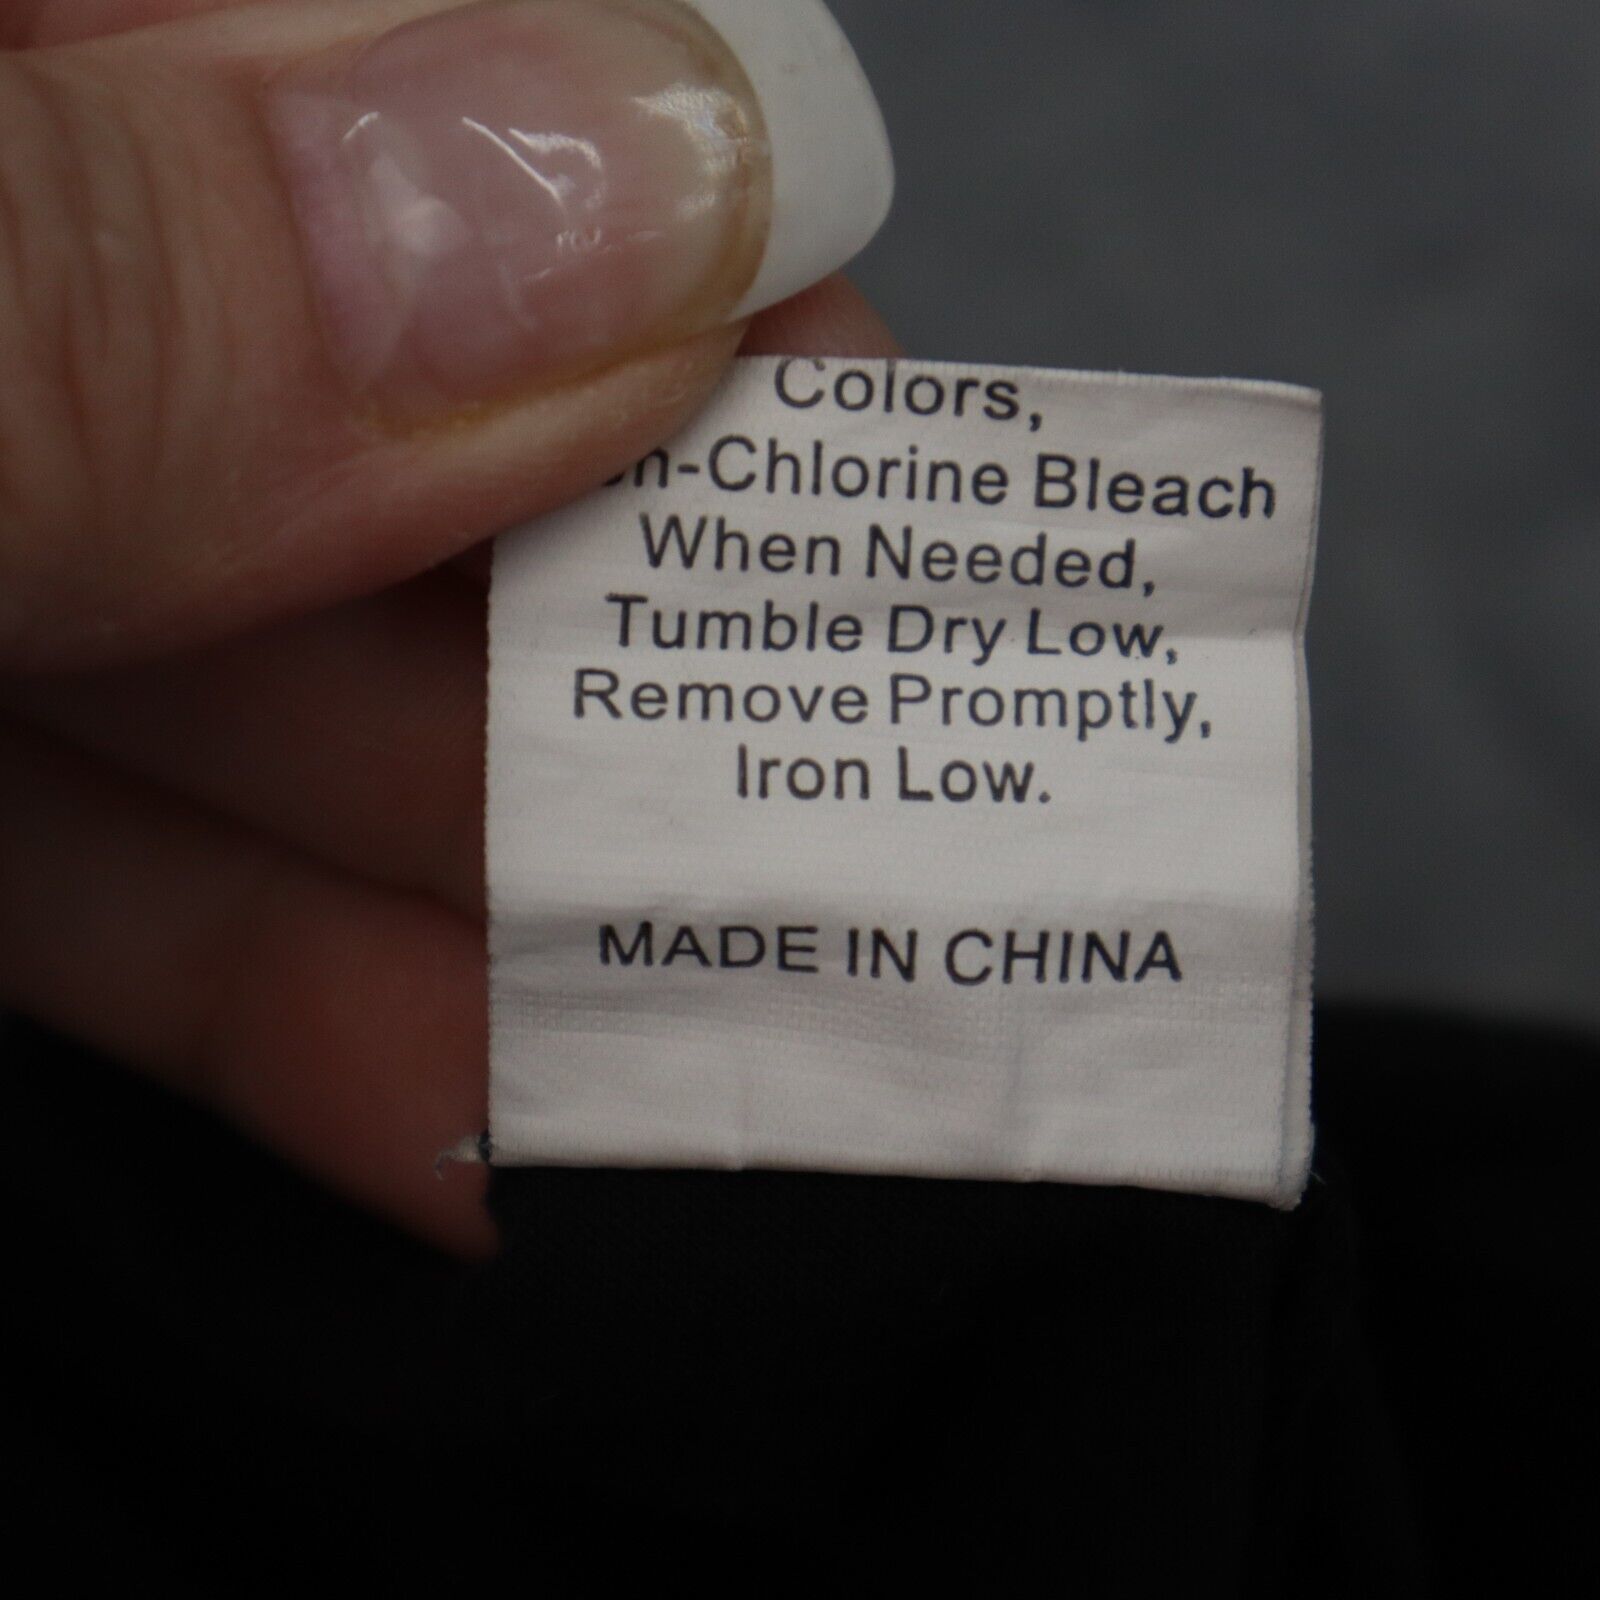 Colors,
n-Chlorine Bleach
When Needed,
Tumble Dry Low,
Remove Promptly,
Iron Low.
MADE IN CHINA